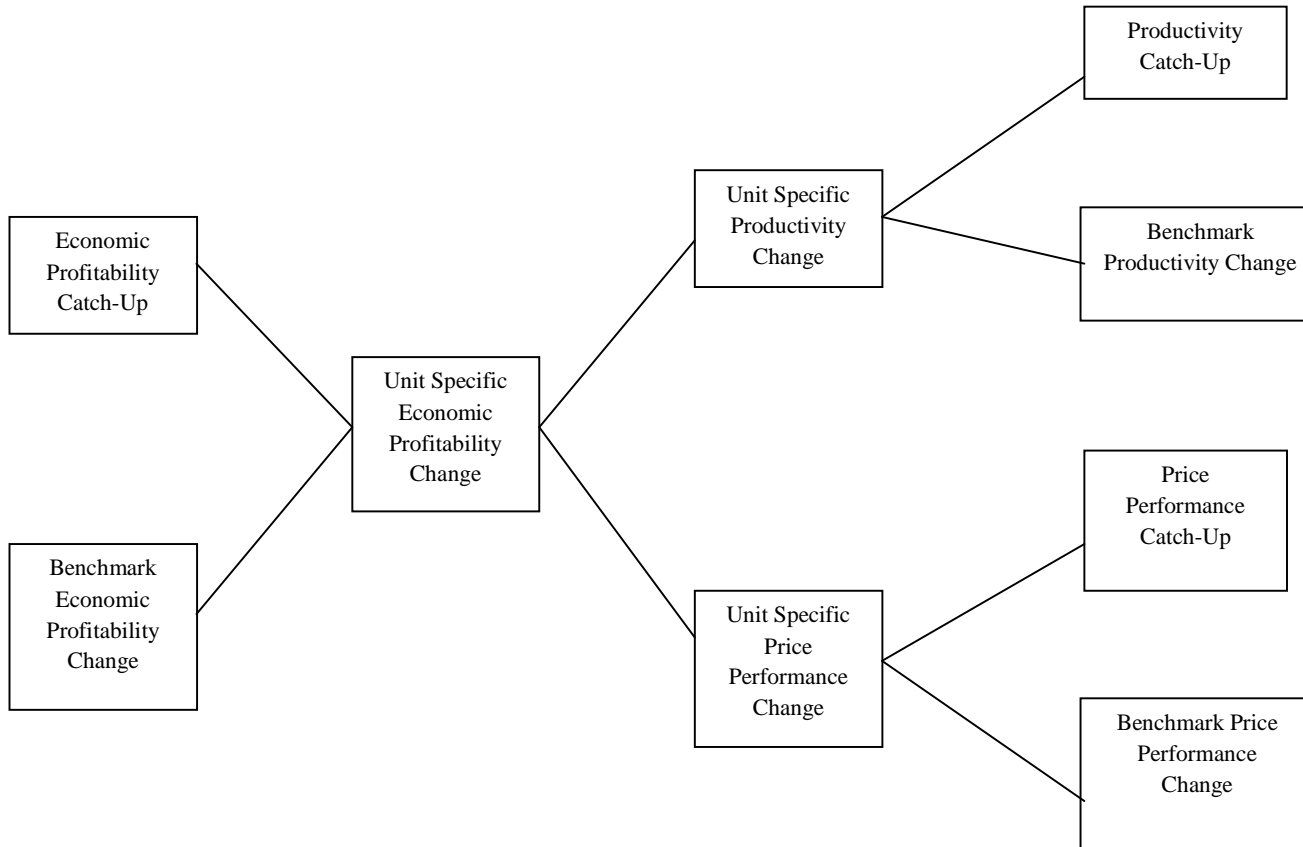 Productivity
Catch-Up
Unit Specific
Productivity
Change
Economic
Profitability
Catch-Up
Benchmark
Productivity Change
Unit Specific
Economic
Profitability
Change
Price
Performance
Catch-Up
Benchmark
Economic
Profitability
Change
Unit Specific
Price
Performance
Change
Benchmark Price
Performance
Change